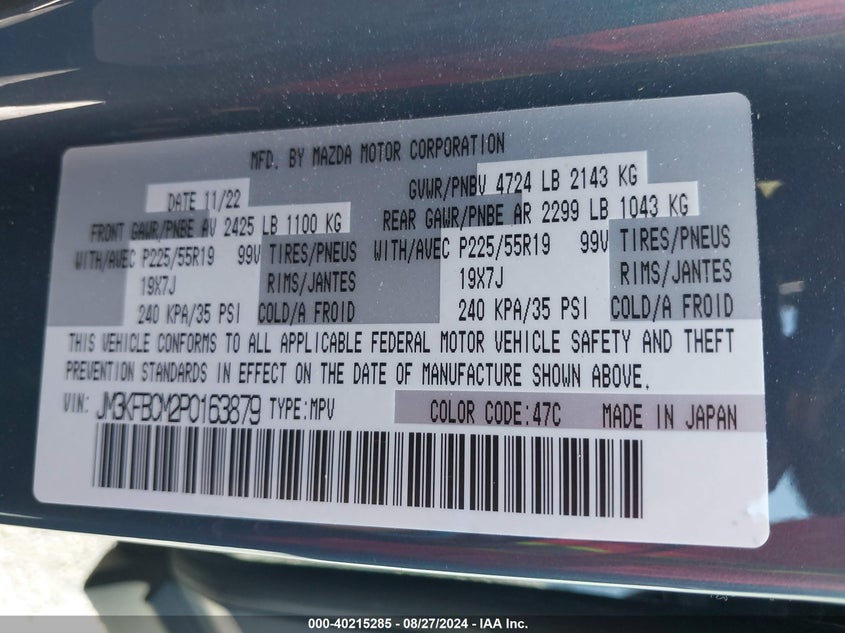 MFD. BY MAZDA MOTOR CORPORATION
DATE 11/22 GVWR/PNBV 4724 LB 2143 KG
FRONT GAWR/PNBE AV 2425 LB 1100 KG REAR GAWR/PNBE AR 2299 LB 1043 KG
WITH/AVEC P225/55R19 99V TIRES/PNEUS WITH/AVEC P225/55R19 99V TIRES/PNEUS
19X7J RIMS/JANTES 19X7J RIMS/JANTES
240 KPA/35 PSI COLD/A FROID 240 KPA/35 PSI COLD/A FROID
THIS VEHICLE CONFORMS TO ALL APPLICABLE FEDERAL MOTOR VEHICLE SAFETY AND THEFT
PREVENTION STANDARDS IN EFFECT ON THE DATE OF MANUFACTURE SHOWN ABOVE.
VIN: JM3KFBCM2P0163879 TYPE:MPV COLOR CODE:47C MADE IN JAPAN
000-40215285 - 08/27/2024 - IAA Inc.